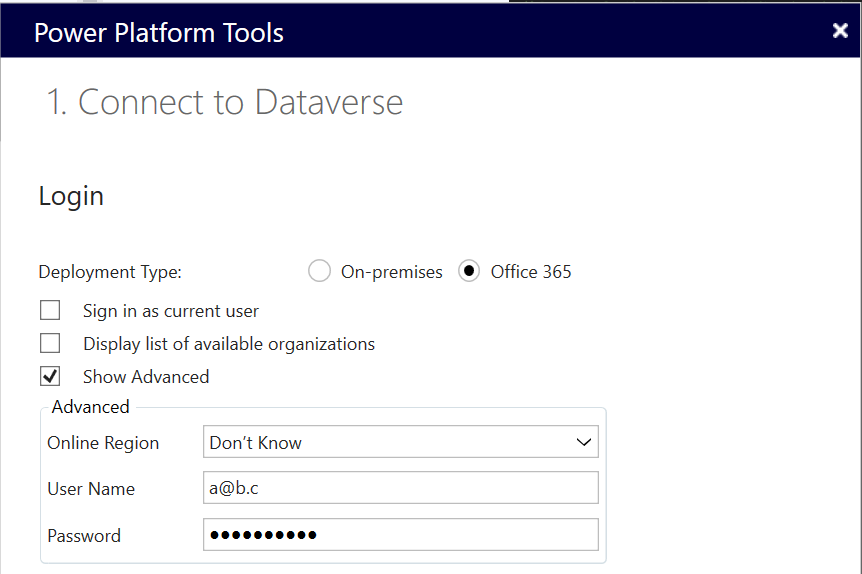 Power Platform Tools
1. Connect to Dataverse
Login
Deployment Type: On-premises Office 365
Sign in as current user
Display list of available organizations
Show Advanced
Advanced
Online Region Don't Know
User Name a@b.c
Password ●●●●●●●●●●